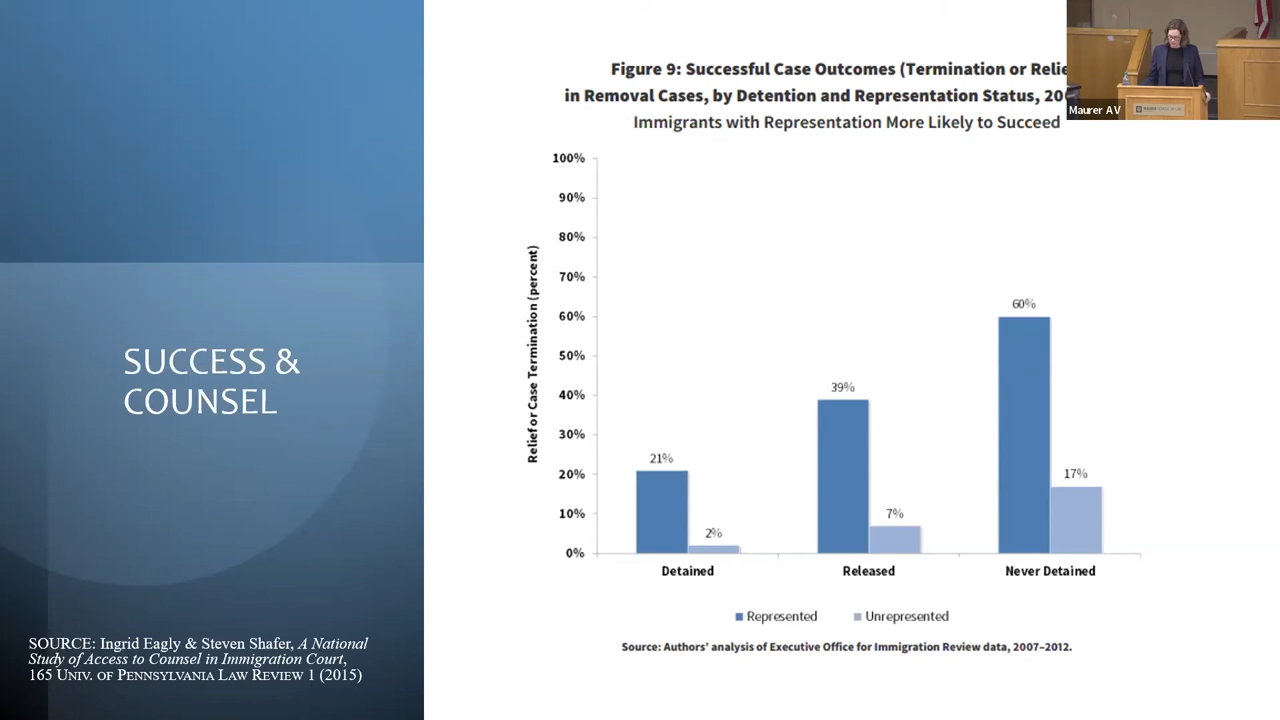 SUCCESS &
COUNSEL
SOURCE: Ingrid Eagly & Steven Shafer, A National
Study of Access to Counsel in Immigration Court,
165 UNIV. OF PENNSYLVANIA LAW REVIEW 1 (2015)
Figure 9: Successful Case Outcomes (Termination or Relie
in Removal Cases, by Detention and Representation Status, 20
Immigrants with Representation More Likely to Succeed
Relief or Case Termination (percent)
100%
90%
80%
70%
60%
50%
40%
30%
20%
10%
0%
21%
2%
39%
7%
60%
17%
Detained
Released
Never Detained
Represented
Unrepresented
Source: Authors' analysis of Executive Office for Immigration Review data, 2007–2012.
Maurer AV